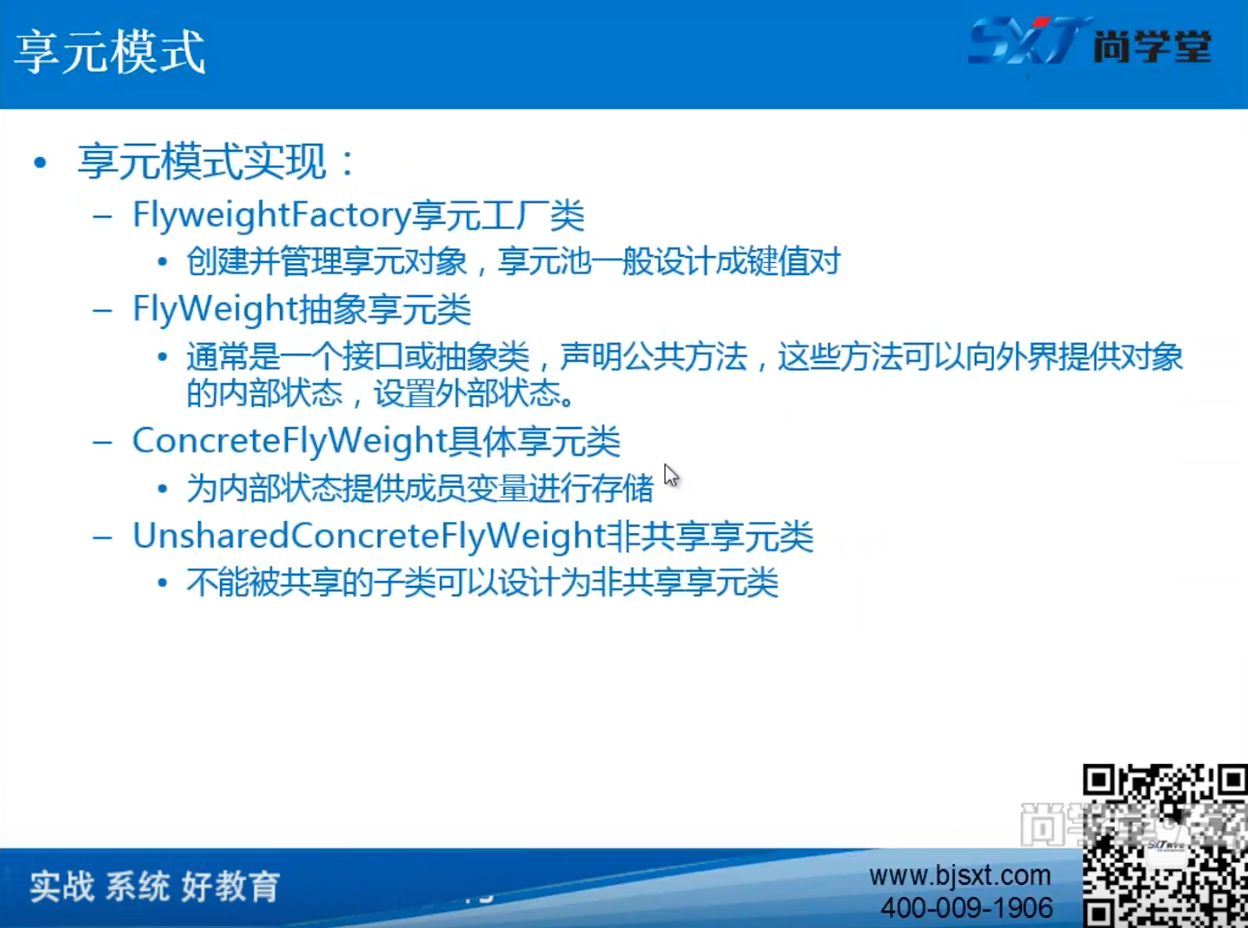 享元模式
SXT 尚学堂
• 享元模式实现：
– FlyweightFactory享元工厂类
• 创建并管理享元对象，享元池一般设计成键值对
– FlyWeight抽象享元类
• 通常是一个接口或抽象类，声明公共方法，这些方法可以向外界提供对象
的内部状态，设置外部状态。
– ConcreteFlyWeight具体享元类
• 为内部状态提供成员变量进行存储
– UnsharedConcreteFlyWeight非共享享元类
• 不能被共享的子类可以设计为非共享享元类
实战 系统 好教育
www.bjsxt.com
400-009-1906